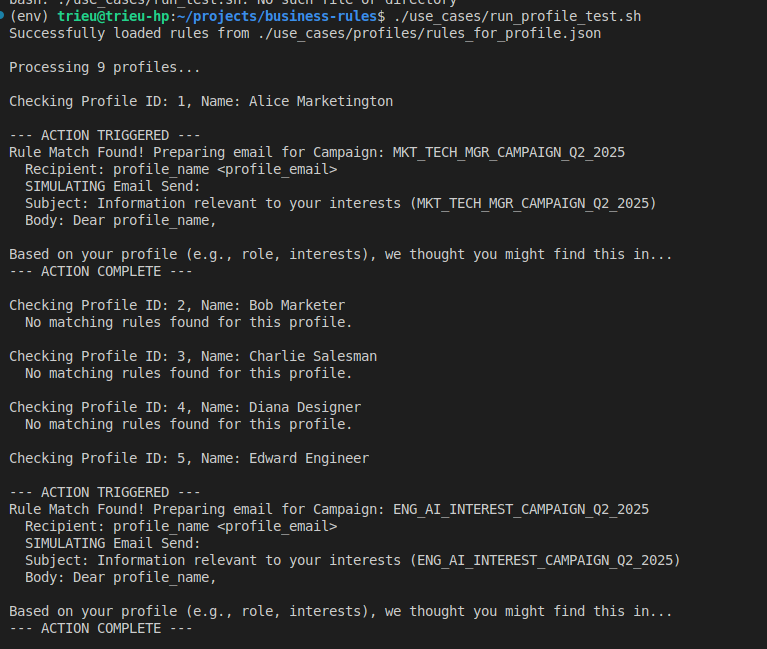 bash: ./use_cases/run_test.sh: No such file or directory
(env) trieu@trieu-hp:~/projects/business-rules$ ./use_cases/run_profile_test.sh
Successfully loaded rules from ./use_cases/profiles/rules_for_profile.json
Processing 9 profiles...
Checking Profile ID: 1, Name: Alice Marketington
--- ACTION TRIGGERED ---
Rule Match Found! Preparing email for Campaign: MKT_TECH_MGR_CAMPAIGN_Q2_2025
Recipient: profile_name <profile_email>
SIMULATING Email Send:
Subject: Information relevant to your interests (MKT_TECH_MGR_CAMPAIGN_Q2_2025)
Body: Dear profile_name,
Based on your profile (e.g., role, interests), we thought you might find this in...
--- ACTION COMPLETE ---
Checking Profile ID: 2, Name: Bob Marketer
No matching rules found for this profile.
Checking Profile ID: 3, Name: Charlie Salesman
No matching rules found for this profile.
Checking Profile ID: 4, Name: Diana Designer
No matching rules found for this profile.
Checking Profile ID: 5, Name: Edward Engineer
--- ACTION TRIGGERED ---
Rule Match Found! Preparing email for Campaign: ENG_AI_INTEREST_CAMPAIGN_Q2_2025
Recipient: profile_name <profile_email>
SIMULATING Email Send:
Subject: Information relevant to your interests (ENG_AI_INTEREST_CAMPAIGN_Q2_2025)
Body: Dear profile_name,
Based on your profile (e.g., role, interests), we thought you might find this in...
--- ACTION COMPLETE ---